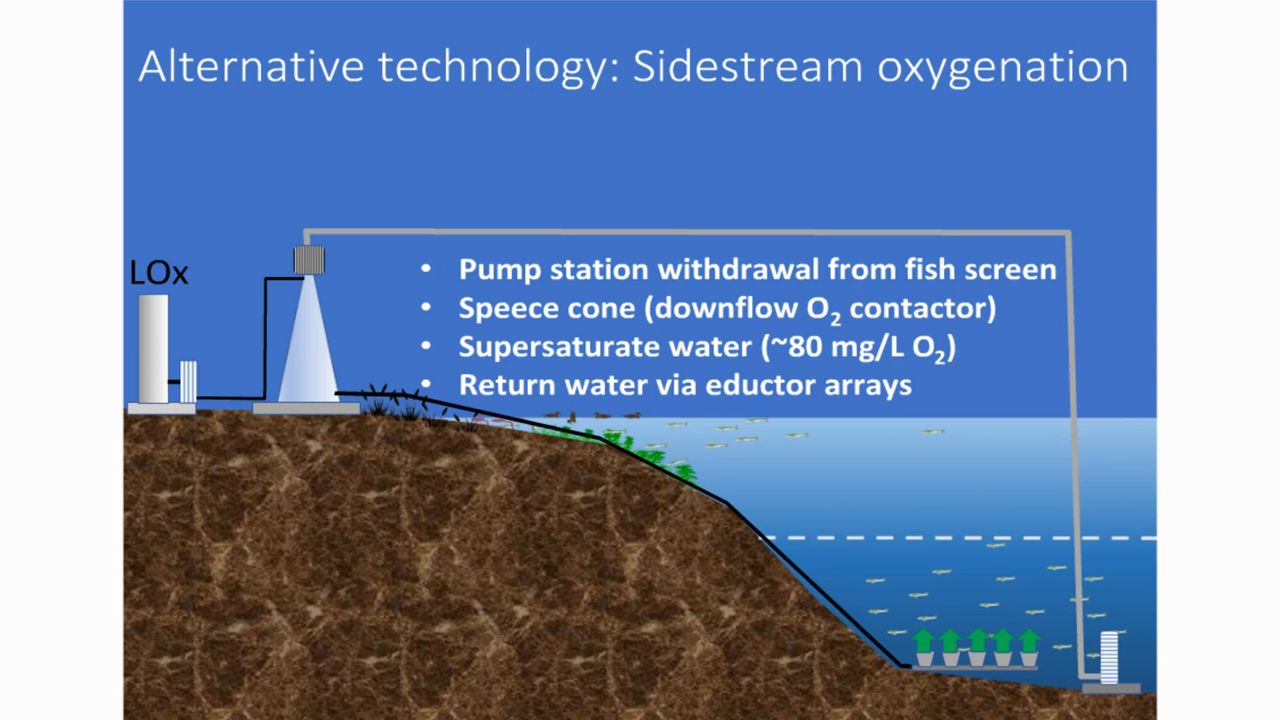 Alternative technology: Sidestream oxygenation
LOx
• Pump station withdrawal from fish screen
• Speece cone (downflow O₂ contactor)
• Supersaturate water (~80 mg/L O₂)
• Return water via eductor arrays